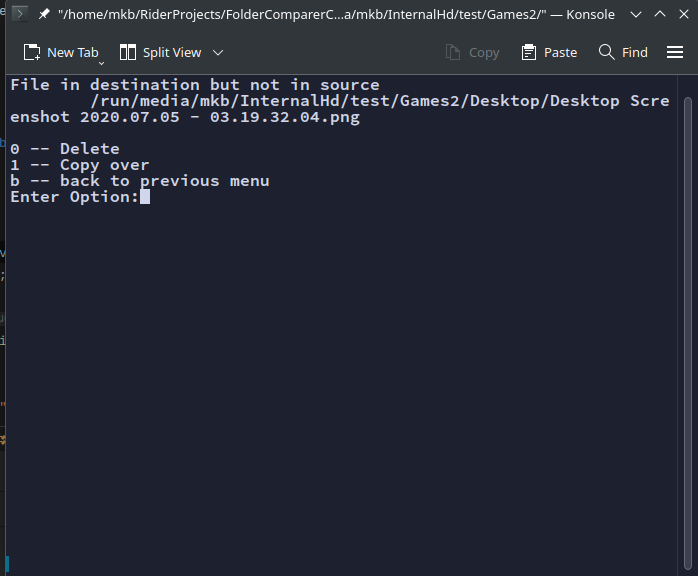 "/home/mkb/RiderProjects/FolderComparerC...a/mkb/InternalHd/test/Games2/" — Konsole
New Tab Split View Copy Paste Find
File in destination but not in source
/run/media/mkb/InternalHd/test/Games2/Desktop/Desktop Scre
enshot 2020.07.05 - 03.19.32.04.png
0 -- Delete
1 -- Copy over
b -- back to previous menu
Enter Option: